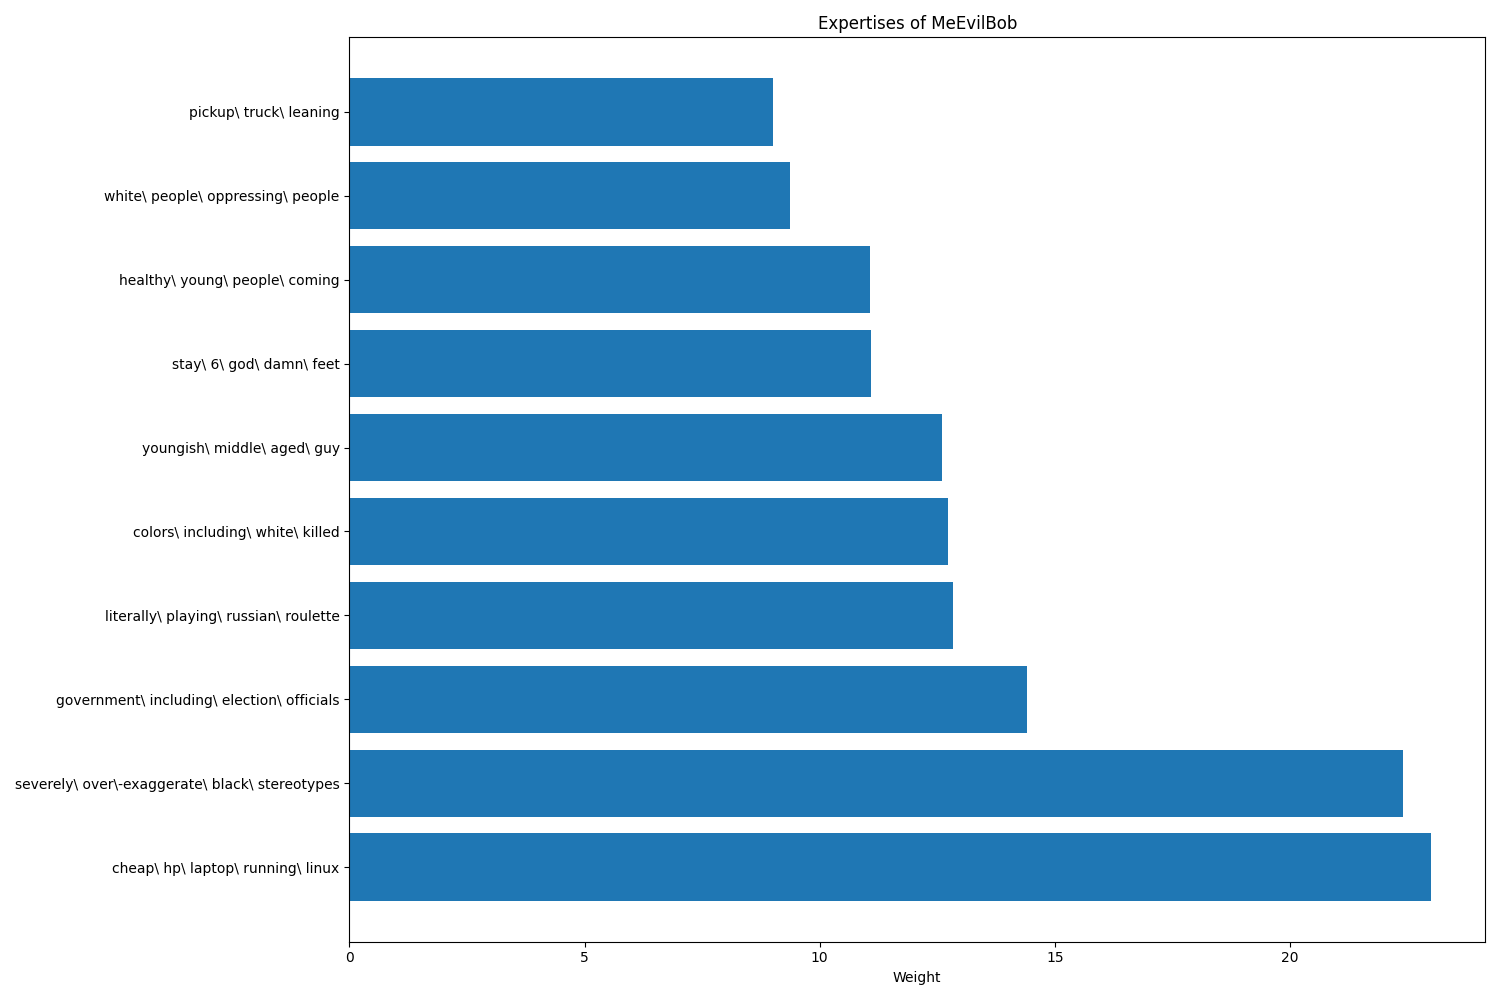 Expertises of MeEvilBob
pickup\ truck\ leaning
white\ people\ oppressing\ people
healthy\ young\ people\ coming
stay\ 6\ god\ damn\ feet
youngish\ middle\ aged\ guy
colors\ including\ white\ killed
literally\ playing\ russian\ roulette
government\ including\ election\ officials
severely\ over\-exaggerate\ black\ stereotypes
cheap\ hp\ laptop\ running\ linux
0 5 10 15 20
Weight